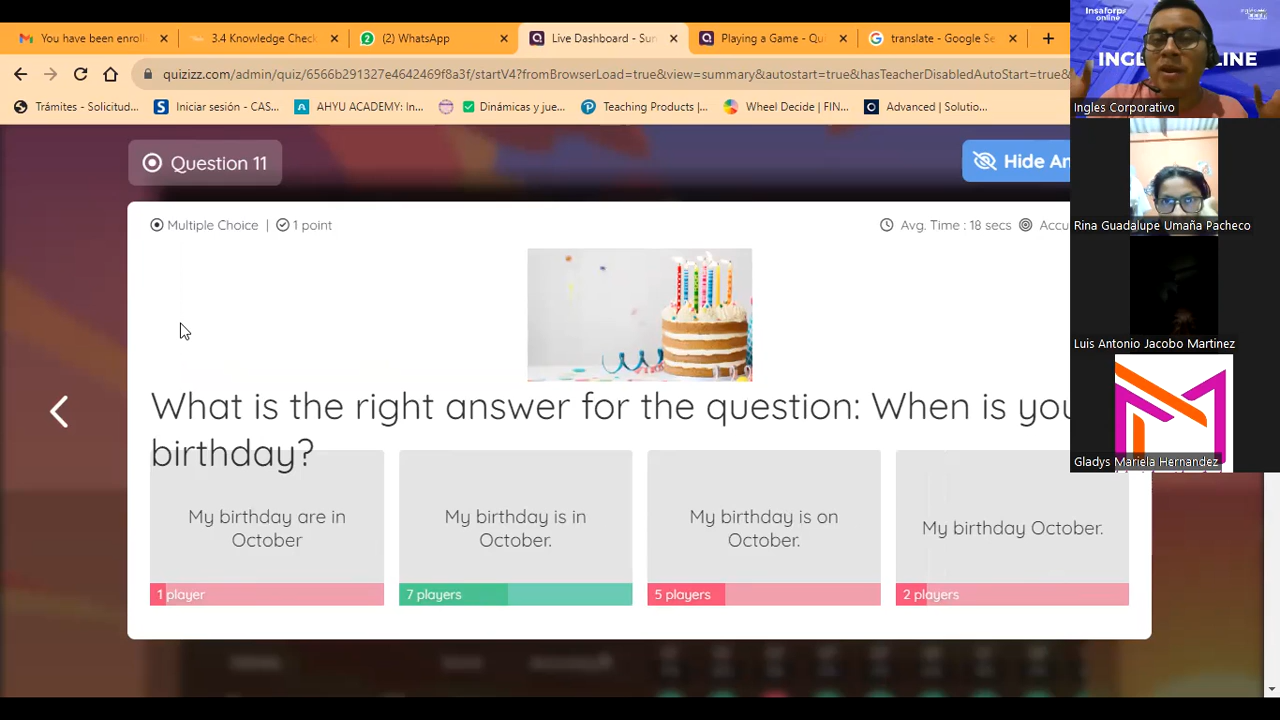 You have been enroll
3.4 Knowledge Check
(2) WhatsApp
Live Dashboard - Sun
Playing a Game - Qu
translate - Google Se
quizizz.com/admin/quiz/6566b291327e4642469f8a3f/startV4?fromBrowserLoad=true&view=summary&autostart=true&hasTeacherDisabledAutoStart=true&
Trámites - Solicitud...
Iniciar sesión - CAS...
AHYU ACADEMY: In...
Dinámicas y jue...
Teaching Products |...
Wheel Decide | FIN...
Advanced | Solutio...
Insaforp
online
INGL
LINE
Ingles Corporativo
Rina Guadalupe Umaña Pacheco
Luis Antonio Jacobo Martinez
Gladys Mariela Hernandez
Question 11
Hide An
Multiple Choice | 1 point
Avg. Time : 18 secs
Accu
What is the right answer for the question: When is you
birthday?
My birthday are in
October
1 player
My birthday is in
October.
7 players
My birthday is on
October.
5 players
My birthday October.
2 players